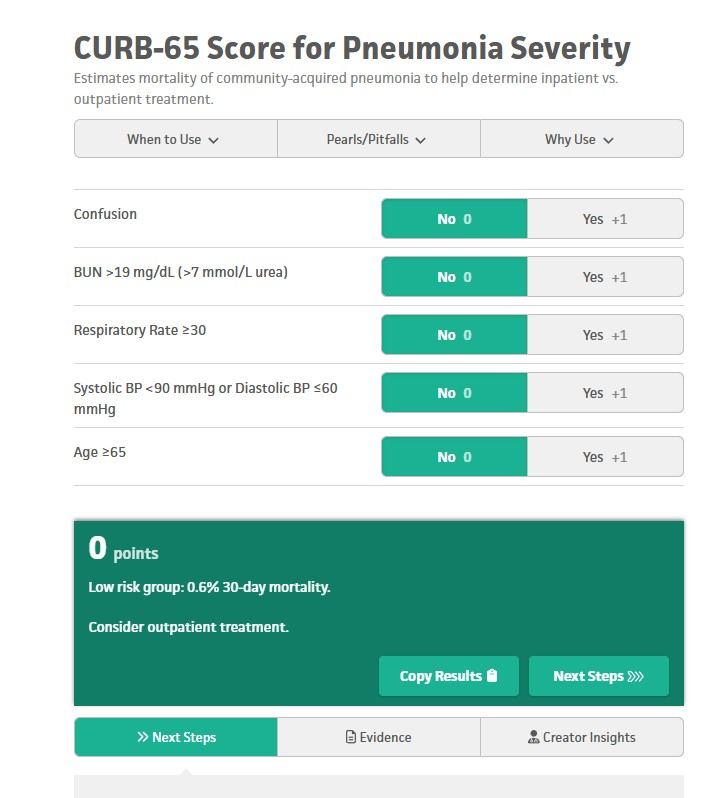 CURB-65 Score for Pneumonia Severity
Estimates mortality of community-acquired pneumonia to help determine inpatient vs.
outpatient treatment.
When to Use
Pearls/Pitfalls
Why Use
Confusion
No 0
Yes +1
BUN >19 mg/dL (>7 mmol/L urea)
No 0
Yes +1
Respiratory Rate ≥30
No 0
Yes +1
Systolic BP <90 mmHg or Diastolic BP ≤60
mmHg
No 0
Yes +1
Age ≥65
No 0
Yes +1
0 points
Low risk group: 0.6% 30-day mortality.
Consider outpatient treatment.
Copy Results
Next Steps
Next Steps
Evidence
Creator Insights